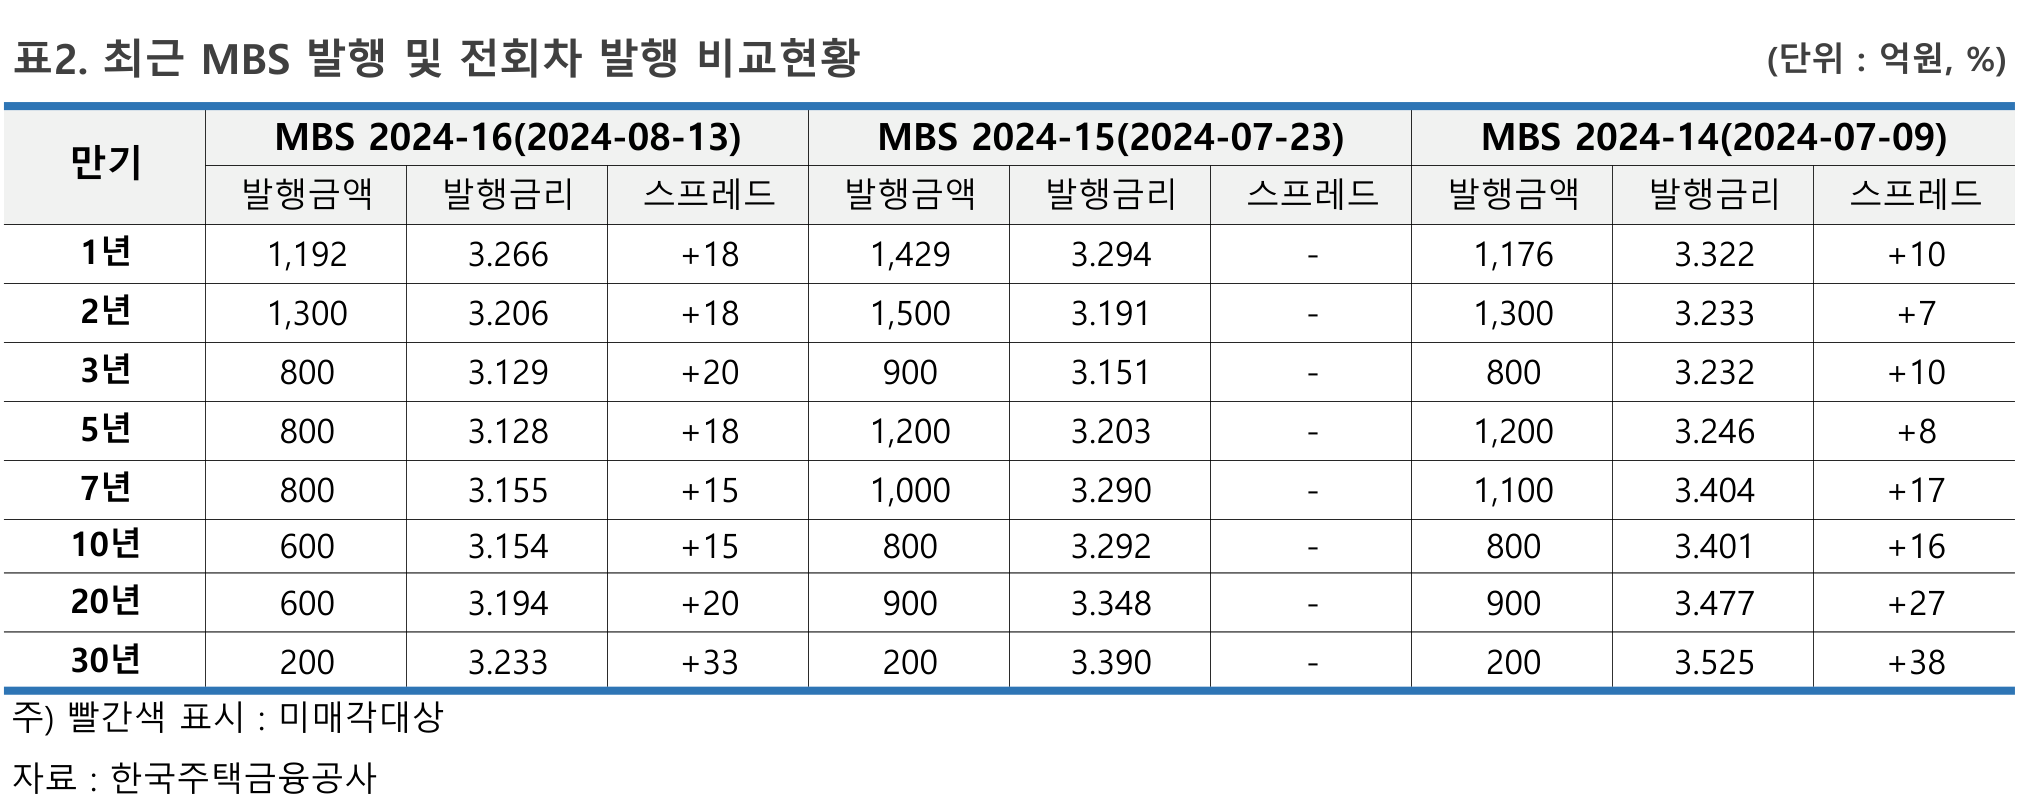 표2. 최근 MBS 발행 및 전회차 발행 비교현황 (단위 : 억원, %)
만기 MBS 2024-16(2024-08-13) MBS 2024-15(2024-07-23) MBS 2024-14(2024-07-09)
발행금액 발행금리 스프레드 발행금액 발행금리 스프레드 발행금액 발행금리 스프레드
1년 1,192 3.266 +18 1,429 3.294 - 1,176 3.322 +10
2년 1,300 3.206 +18 1,500 3.191 - 1,300 3.233 +7
3년 800 3.129 +20 900 3.151 - 800 3.232 +10
5년 800 3.128 +18 1,200 3.203 - 1,200 3.246 +8
7년 800 3.155 +15 1,000 3.290 - 1,100 3.404 +17
10년 600 3.154 +15 800 3.292 - 800 3.401 +16
20년 600 3.194 +20 900 3.348 - 900 3.477 +27
30년 200 3.233 +33 200 3.390 - 200 3.525 +38
주) 빨간색 표시 : 미매각대상
자료 : 한국주택금융공사